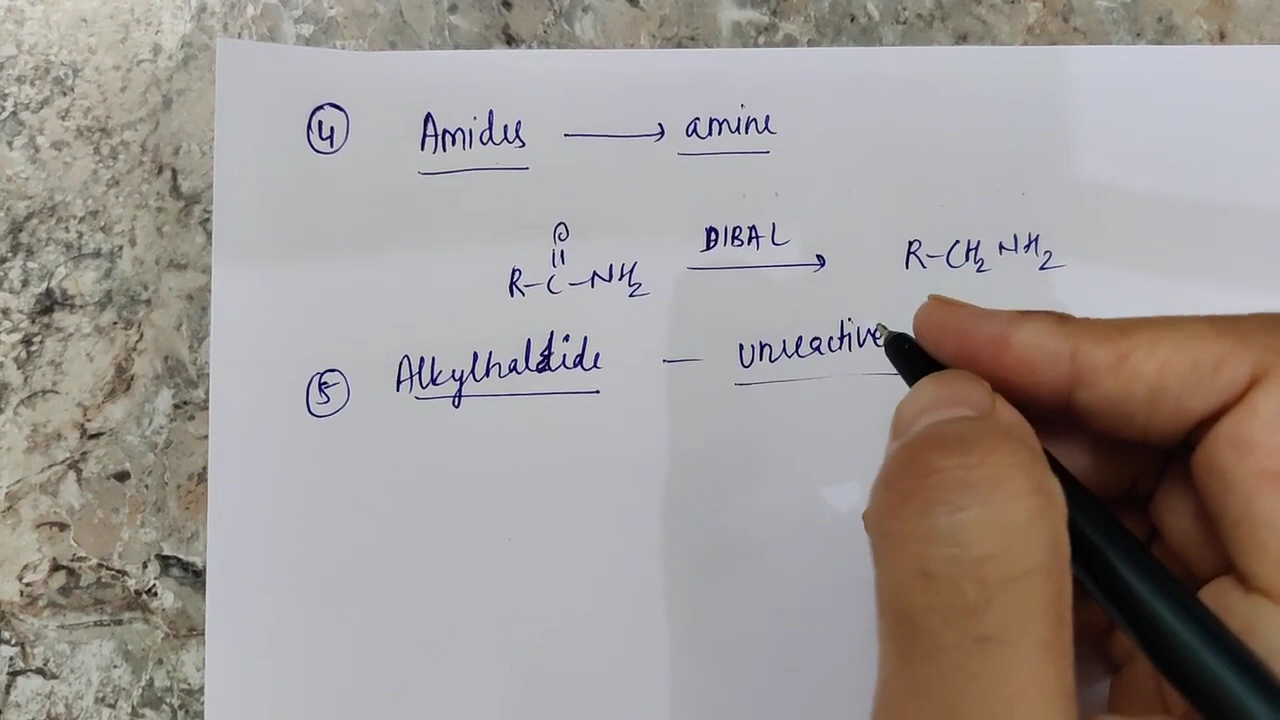 ④ Amides ⟶ amine
O
||
R-C-NH₂ DIBAL ⟶ R-CH₂NH₂
⑤ Alkylhalide — unreactive